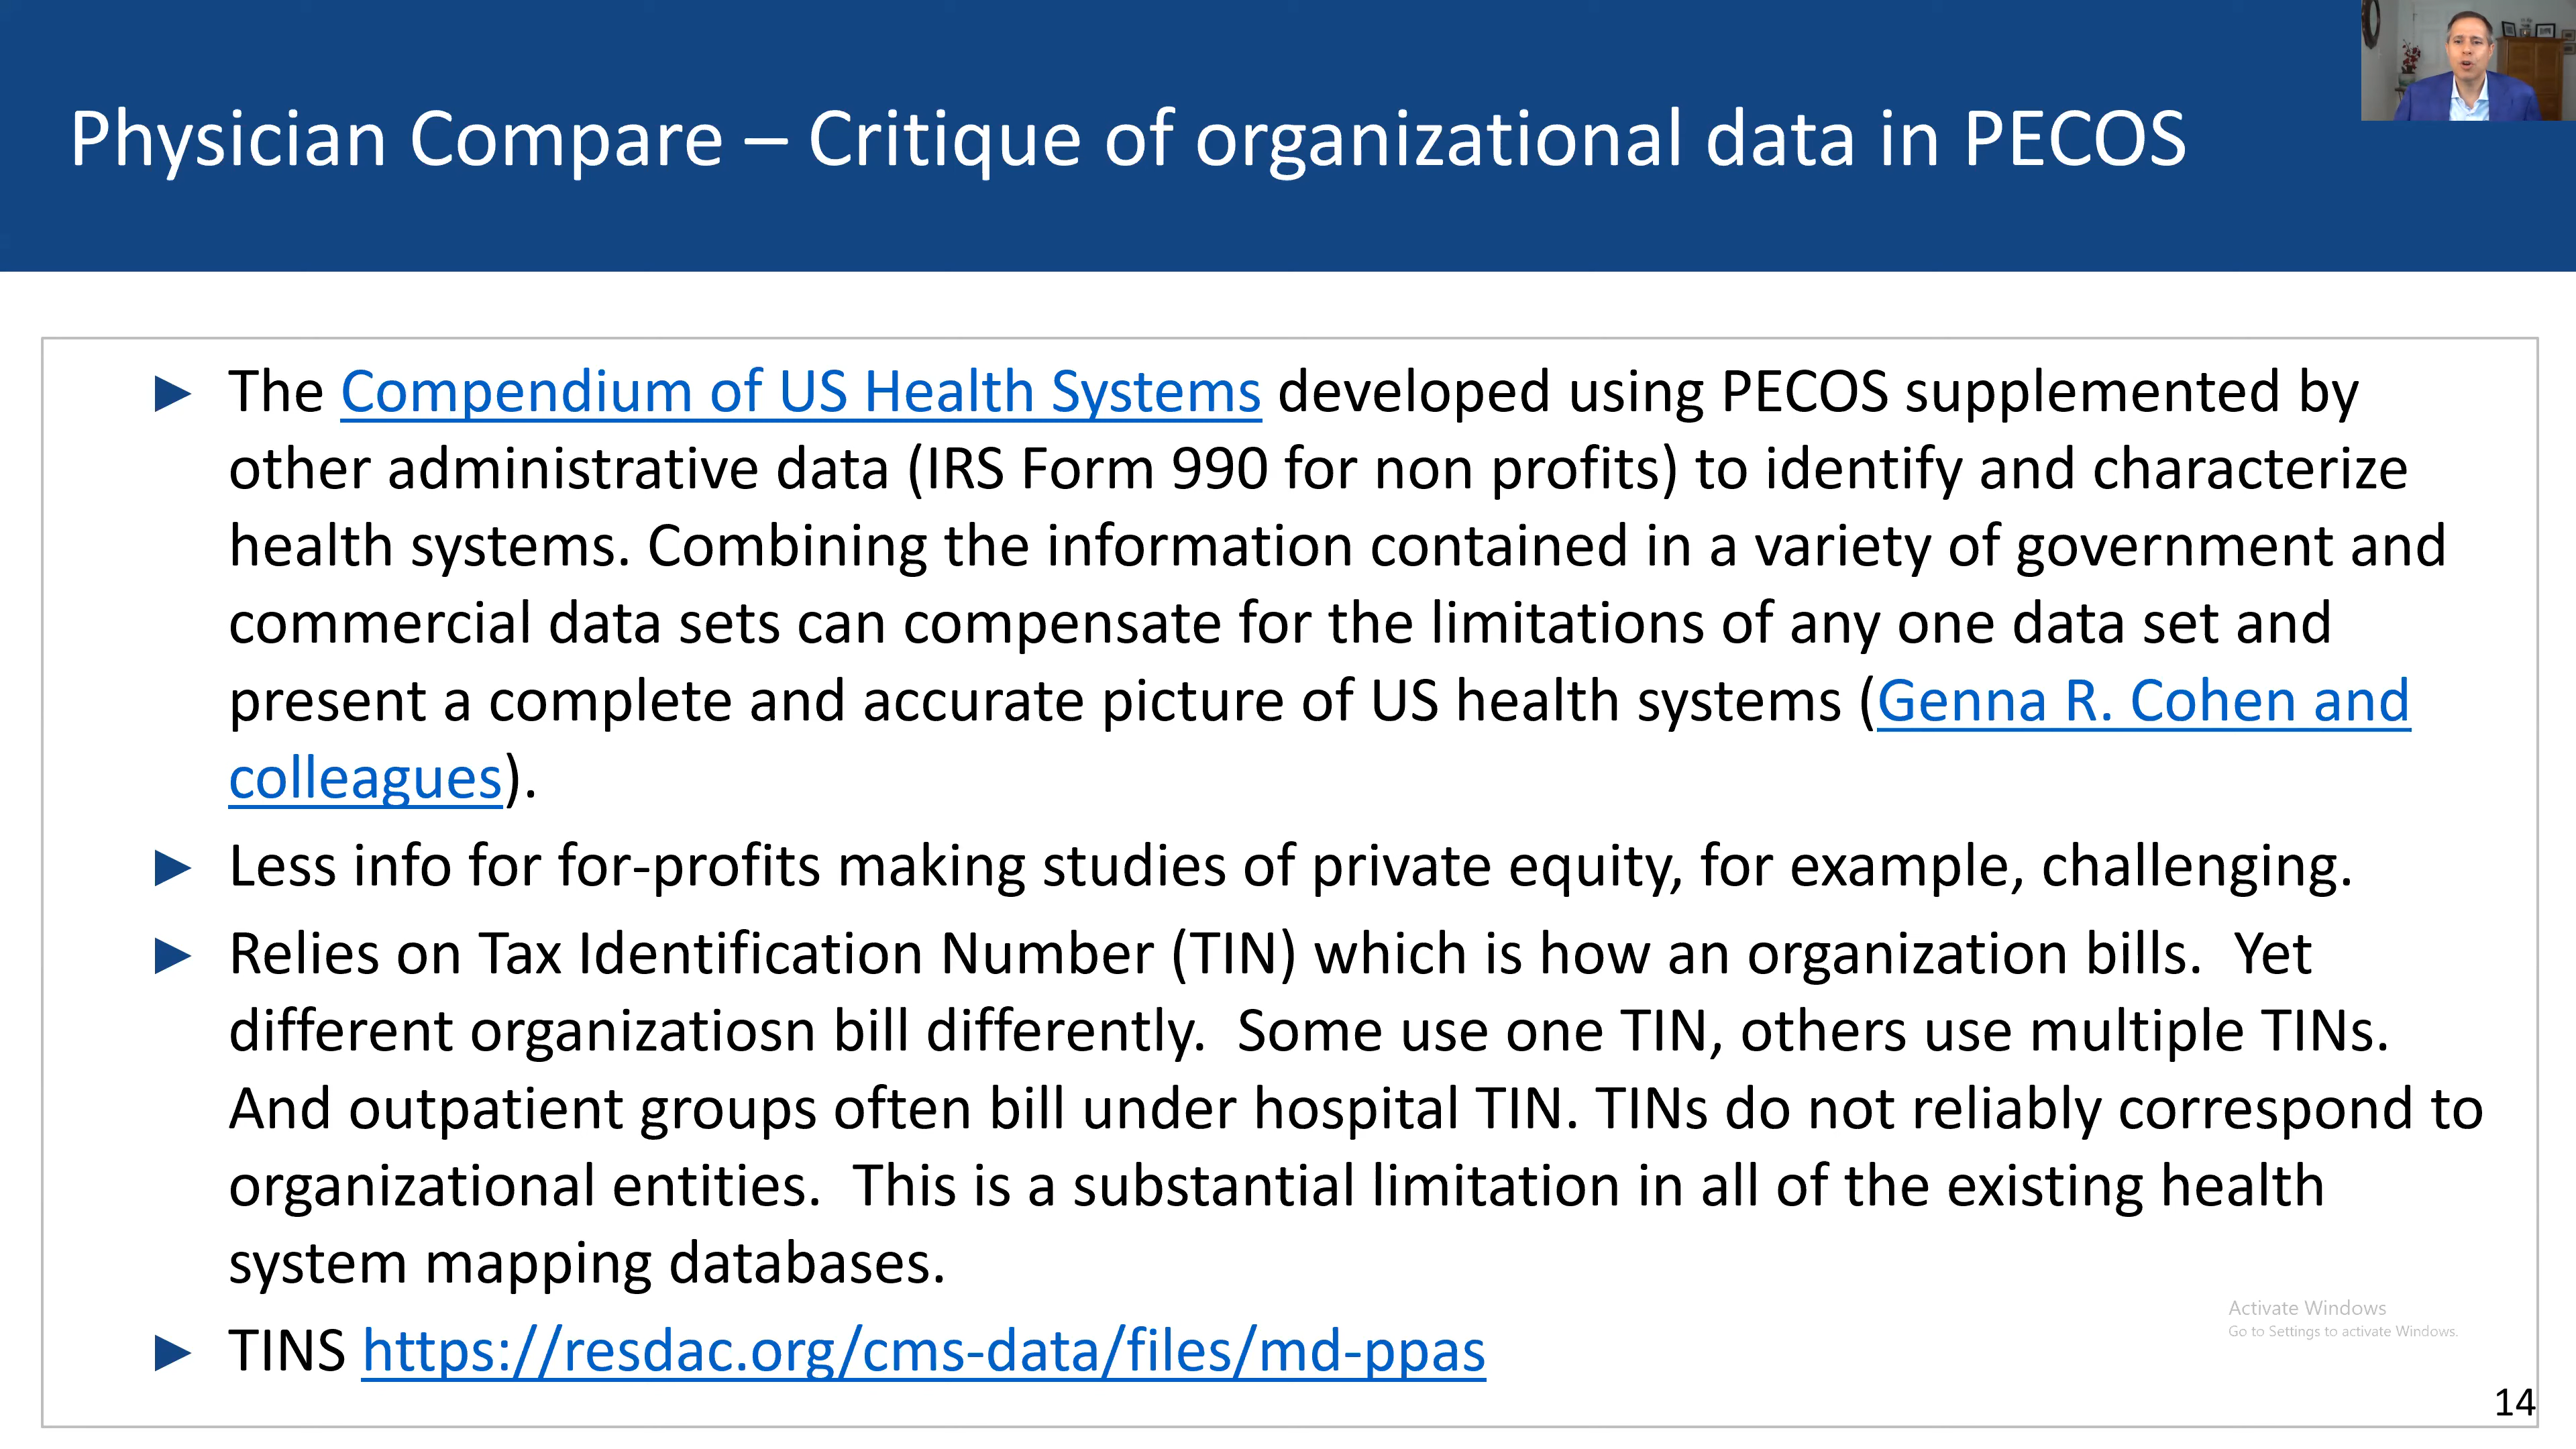 Physician Compare – Critique of organizational data in PECOS
► The Compendium of US Health Systems developed using PECOS supplemented by
other administrative data (IRS Form 990 for non profits) to identify and characterize
health systems. Combining the information contained in a variety of government and
commercial data sets can compensate for the limitations of any one data set and
present a complete and accurate picture of US health systems (Genna R. Cohen and
colleagues).
► Less info for for-profits making studies of private equity, for example, challenging.
► Relies on Tax Identification Number (TIN) which is how an organization bills.  Yet
different organizatiosn bill differently.  Some use one TIN, others use multiple TINs.
And outpatient groups often bill under hospital TIN. TINs do not reliably correspond to
organizational entities.  This is a substantial limitation in all of the existing health
system mapping databases.
► TINS https://resdac.org/cms-data/files/md-ppas
Activate Windows
Go to Settings to activate Windows.
14